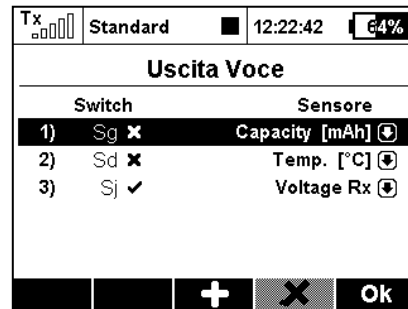 Tx Standard 12:22:42 64%
Uscita Voce
Switch Sensore
1) Sg Capacity [mAh]
2) Sd Temp. [°C]
3) Sj Voltage Rx
Ok